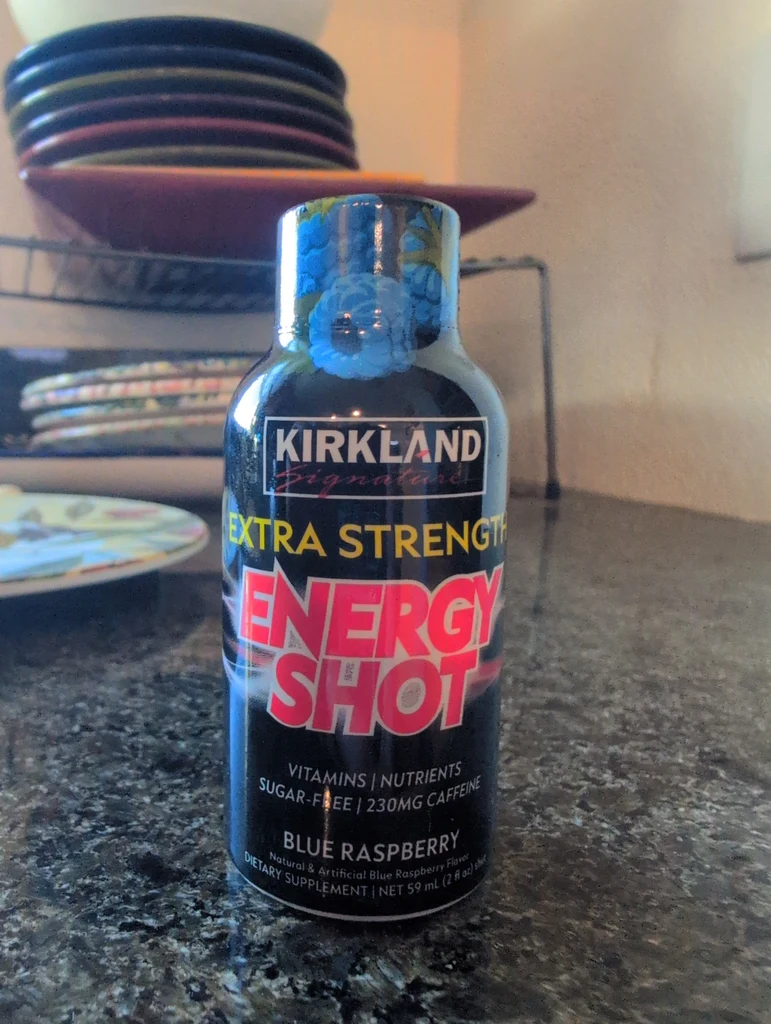 KIRKLAND
Signature
EXTRA STRENGTH
ENERGY
SHOT
VITAMINS | NUTRIENTS
SUGAR-FREE | 230MG CAFFEINE
BLUE RASPBERRY
Natural & Artificial Blue Raspberry Flavor
DIETARY SUPPLEMENT | NET 59 mL (2 fl oz) shot